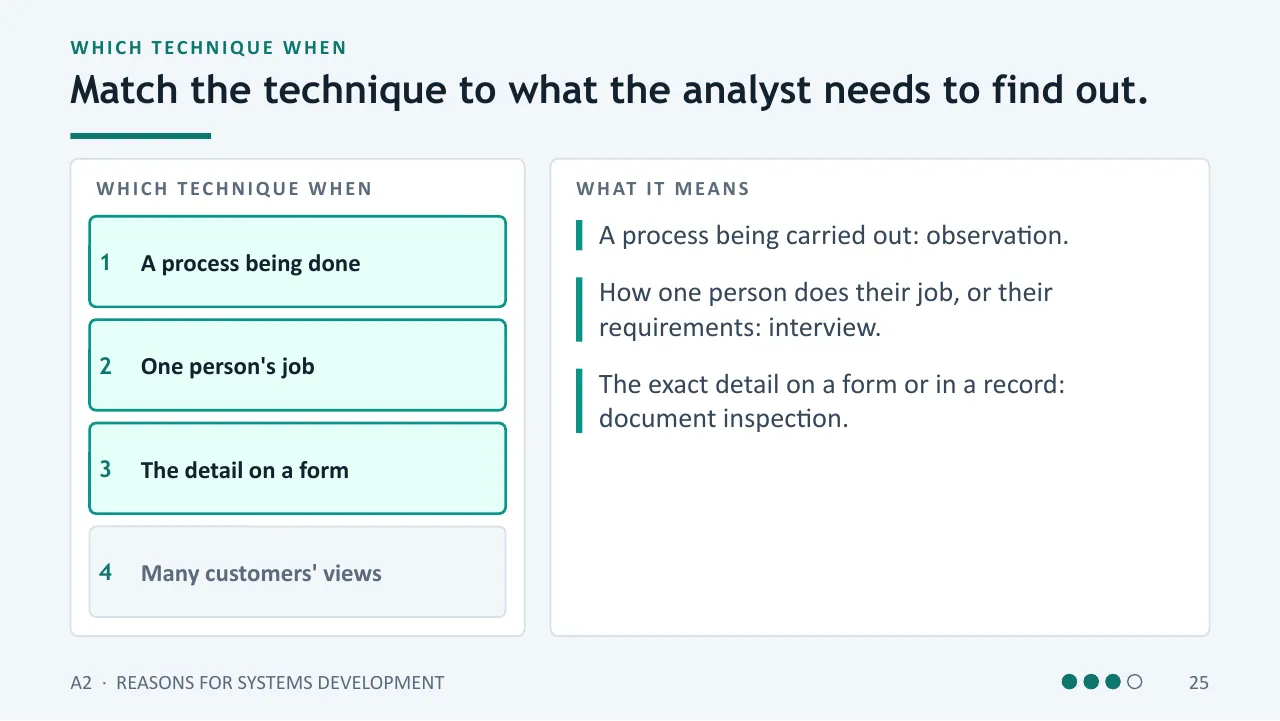 WHICH TECHNIQUE WHEN
Match the technique to what the analyst needs to find out.
WHICH TECHNIQUE WHEN
1 A process being done
2 One person's job
3 The detail on a form
4 Many customers' views
WHAT IT MEANS
A process being carried out: observation.
How one person does their job, or their
requirements: interview.
The exact detail on a form or in a record:
document inspection.
A2 · REASONS FOR SYSTEMS DEVELOPMENT
25